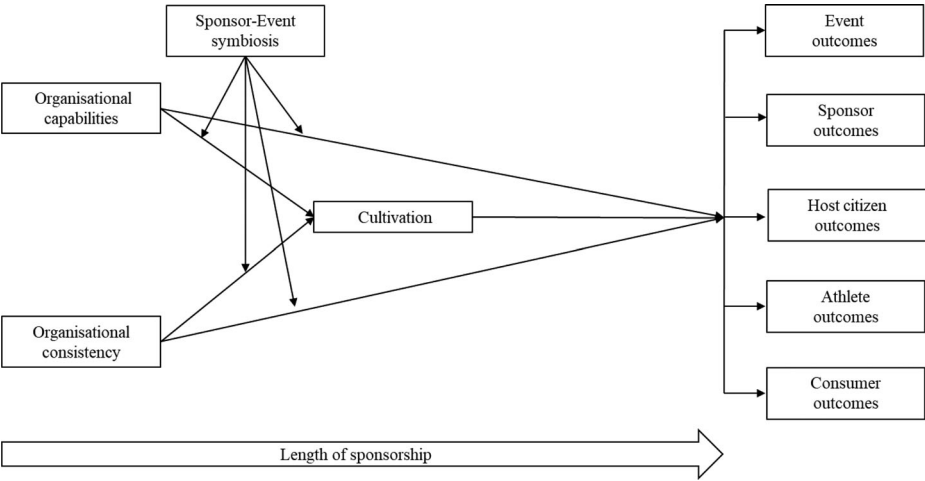 Sponsor-Event
symbiosis
Event
outcomes
Organisational
capabilities
Sponsor
outcomes
Cultivation
Host citizen
outcomes
Organisational
consistency
Athlete
outcomes
Consumer
outcomes
Length of sponsorship